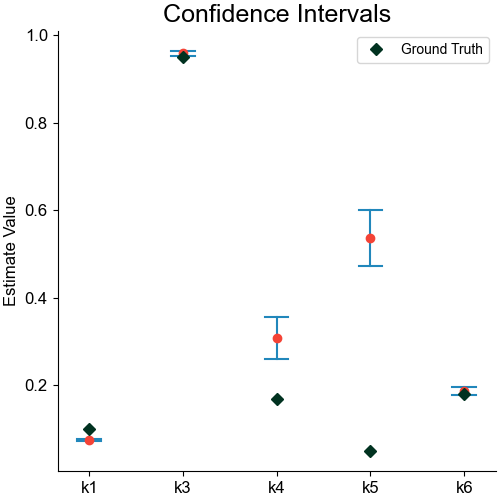 Confidence Intervals
Ground Truth
Estimate Value
1.0
0.8
0.6
0.4
0.2
k1 k3 k4 k5 k6